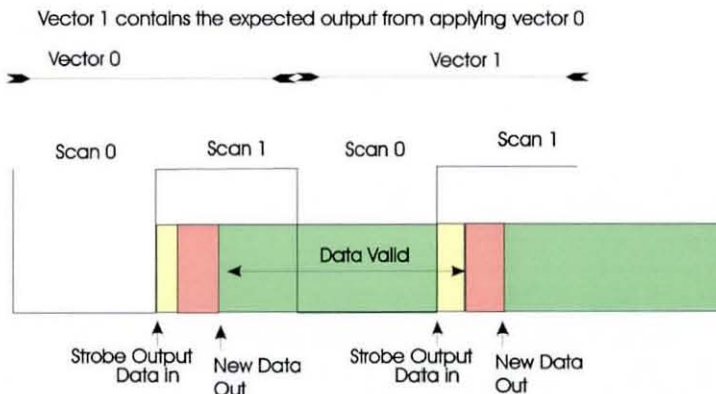 Vector 1 contains the expected output from applying vector 0
Vector 0
Vector 1
Scan 0
Scan 1
Scan 0
Scan 1
Data Valid
Strobe Output
Data in
New Data
Out
Strobe Output
Data in
New Data
Out